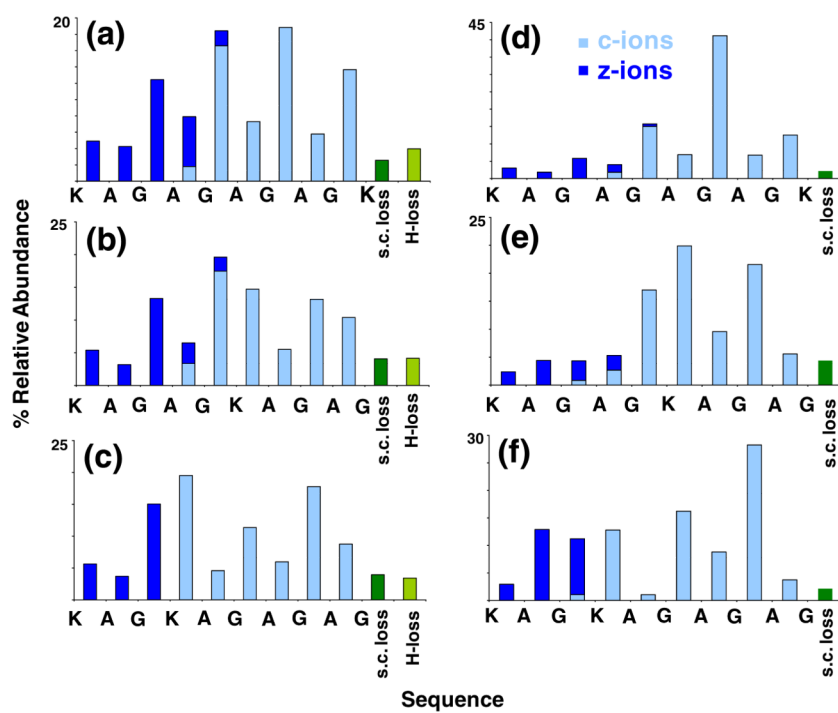 % Relative Abundance
20
(a)
K A G A G A G A G K
s.c. loss
H-loss
45
(d)
c-ions
z-ions
K A G A G A G A G K
s.c. loss
25
(b)
K A G A G K A G A G
s.c. loss
H-loss
25
(e)
K A G A G K A G A G
s.c. loss
25
(c)
K A G K A G A G A G
s.c. loss
H-loss
30
(f)
K A G K A G A G A G
s.c. loss
Sequence